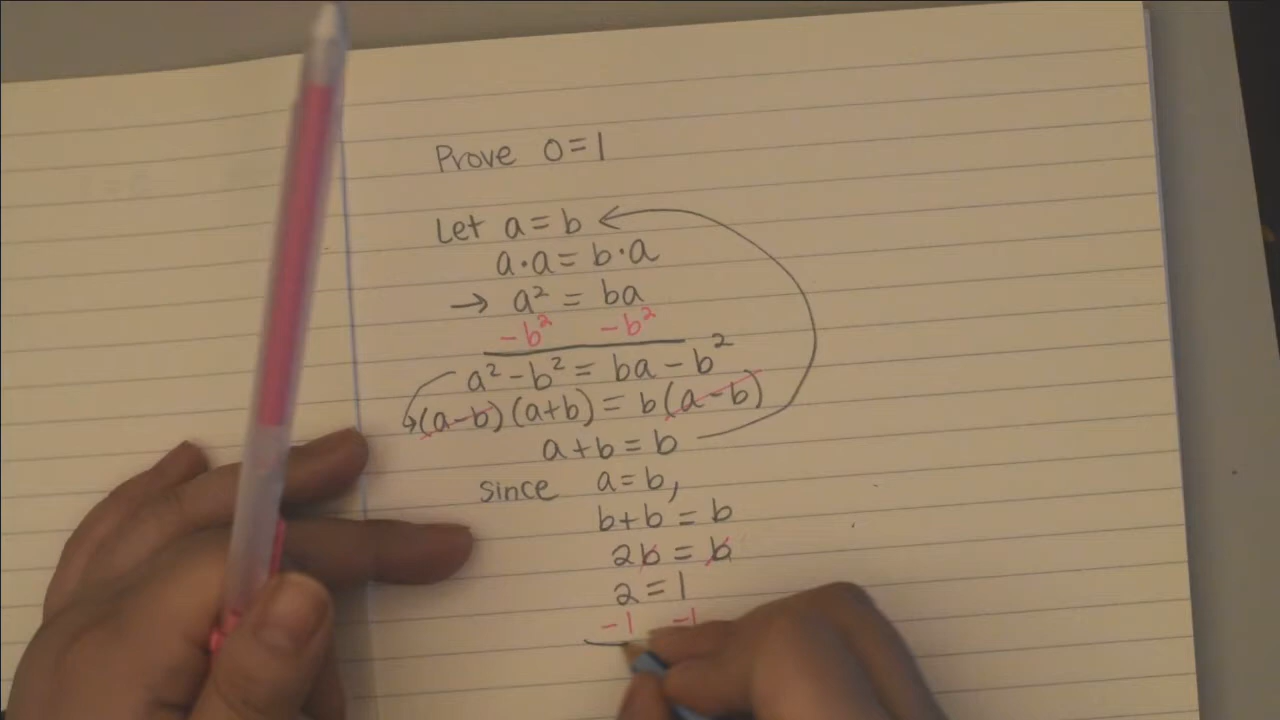 Prove 0=1
Let a=b
a·a = b·a
→ a² = ba
-b² -b²
a²-b² = ba-b²
(a-b)(a+b) = b(a-b)
a+b=b
since a=b,
b+b = b
2b = b
2=1
-1 -1